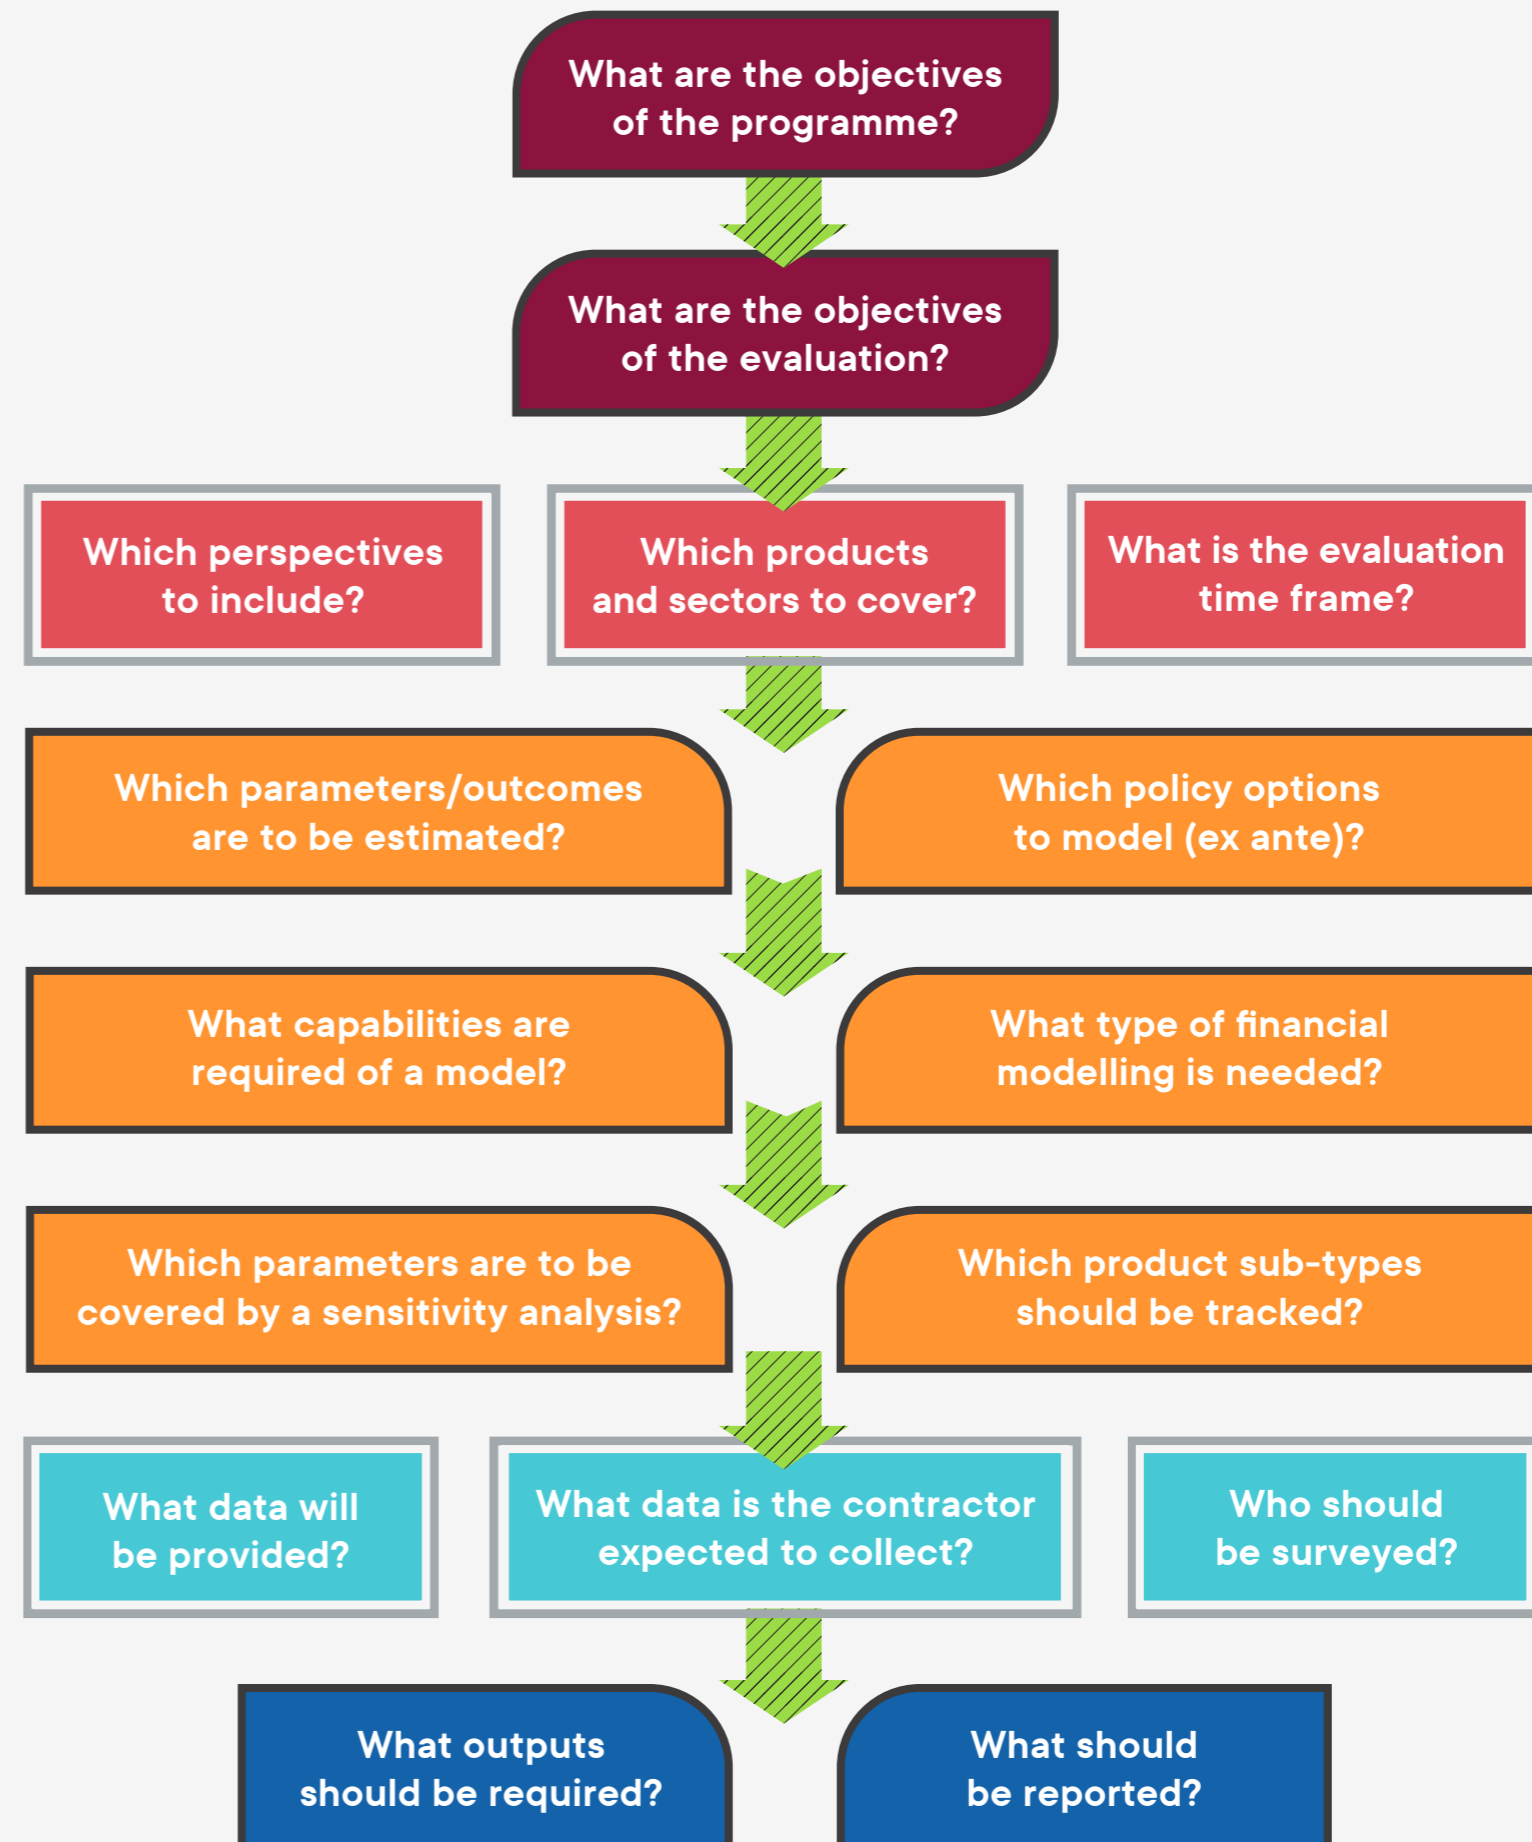 What are the objectives
of the programme?
What are the objectives
of the evaluation?
Which perspectives
to include?
Which products
and sectors to cover?
What is the evaluation
time frame?
Which parameters/outcomes
are to be estimated?
Which policy options
to model (ex ante)?
What capabilities are
required of a model?
What type of financial
modelling is needed?
Which parameters are to be
covered by a sensitivity analysis?
Which product sub-types
should be tracked?
What data will
be provided?
What data is the contractor
expected to collect?
Who should
be surveyed?
What outputs
should be required?
What should
be reported?